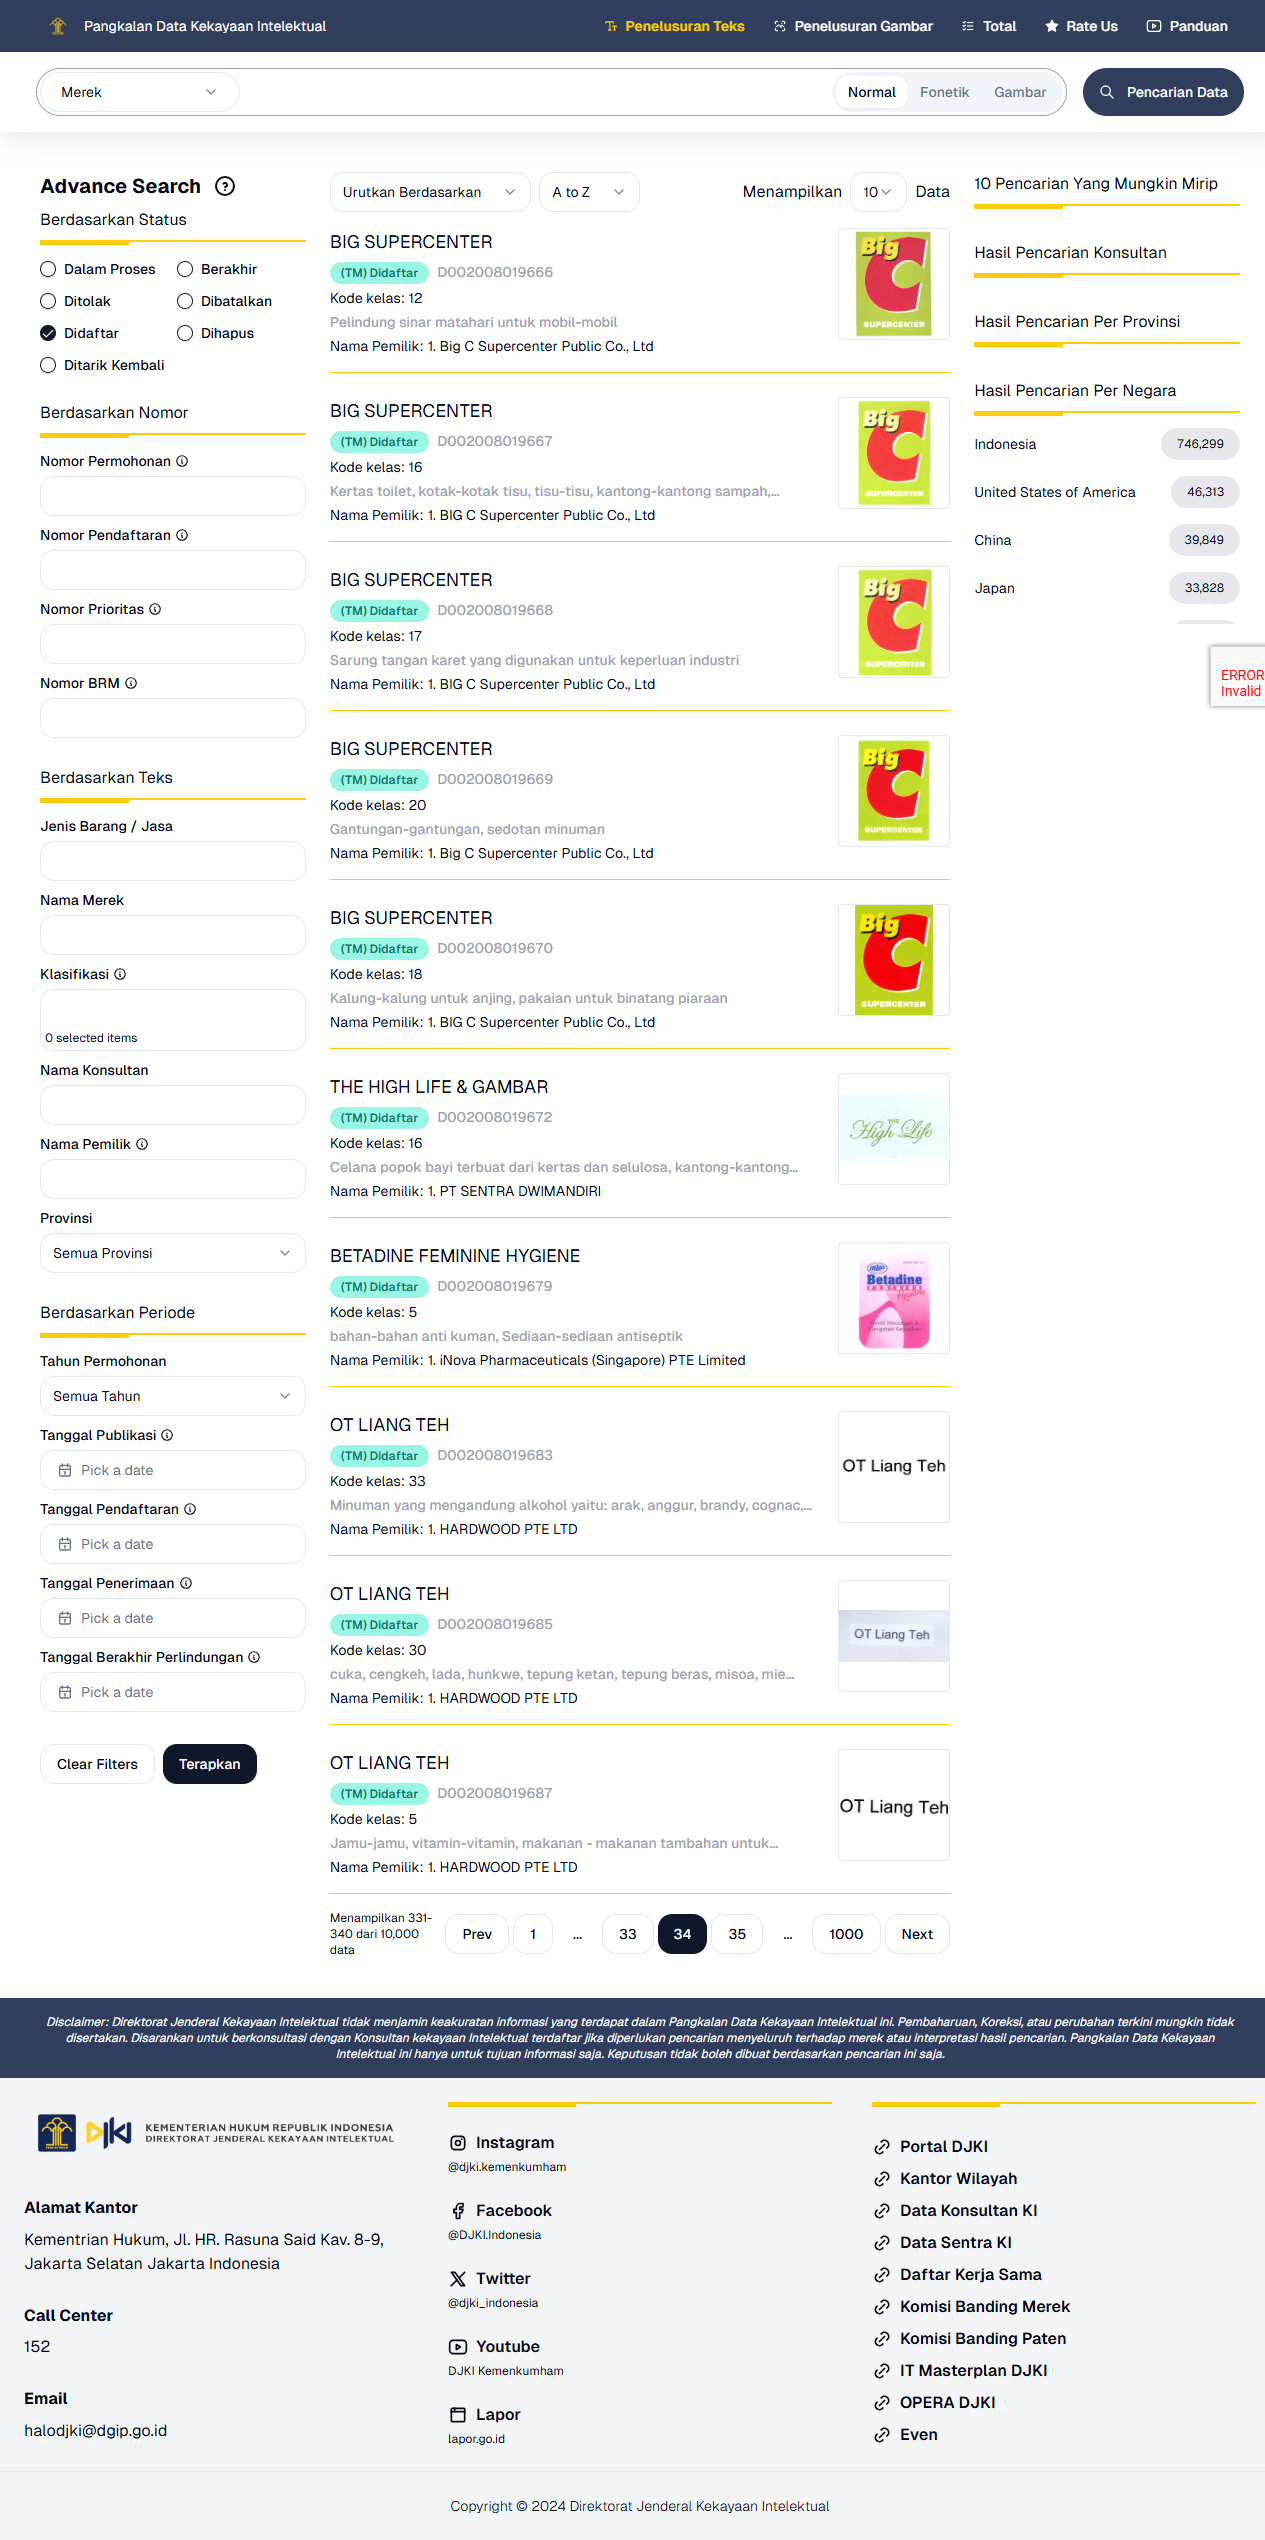 Pangkalan Data Kekayaan Intelektual
Penelusuran Teks
Penelusuran Gambar
Total
Rate Us
Panduan
Merek
Normal
Fonetik
Gambar
Pencarian Data
Advance Search
Berdasarkan Status
Dalam Proses
Berakhir
Ditolak
Dibatalkan
Didaftar
Dihapus
Ditarik Kembali
Berdasarkan Nomor
Nomor Permohonan
Nomor Pendaftaran
Nomor Prioritas
Nomor BRM
Berdasarkan Teks
Jenis Barang / Jasa
Nama Merek
Klasifikasi
0 selected items
Nama Konsultan
Nama Pemilik
Provinsi
Semua Provinsi
Berdasarkan Periode
Tahun Permohonan
Semua Tahun
Tanggal Publikasi
Pick a date
Tanggal Pendaftaran
Pick a date
Tanggal Penerimaan
Pick a date
Tanggal Berakhir Perlindungan
Pick a date
Clear Filters
Terapkan
Urutkan Berdasarkan
A to Z
Menampilkan
10
Data
BIG SUPERCENTER
(TM) Didaftar D002008019666
Kode kelas: 12
Pelindung sinar matahari untuk mobil-mobil
Nama Pemilik: 1. Big C Supercenter Public Co., Ltd
Big
C
SUPERCENTER
BIG SUPERCENTER
(TM) Didaftar D002008019667
Kode kelas: 16
Kertas toilet, kotak-kotak tisu, tisu-tisu, kantong-kantong sampah,...
Nama Pemilik: 1. BIG C Supercenter Public Co., Ltd
Big
C
SUPERCENTER
BIG SUPERCENTER
(TM) Didaftar D002008019668
Kode kelas: 17
Sarung tangan karet yang digunakan untuk keperluan industri
Nama Pemilik: 1. BIG C Supercenter Public Co., Ltd
Big
C
SUPERCENTER
BIG SUPERCENTER
(TM) Didaftar D002008019669
Kode kelas: 20
Gantungan-gantungan, sedotan minuman
Nama Pemilik: 1. Big C Supercenter Public Co., Ltd
Big
C
SUPERCENTER
BIG SUPERCENTER
(TM) Didaftar D002008019670
Kode kelas: 18
Kalung-kalung untuk anjing, pakaian untuk binatang piaraan
Nama Pemilik: 1. BIG C Supercenter Public Co., Ltd
Big
C
SUPERCENTER
THE HIGH LIFE & GAMBAR
(TM) Didaftar D002008019672
Kode kelas: 16
Celana popok bayi terbuat dari kertas dan selulosa, kantong-kantong...
Nama Pemilik: 1. PT SENTRA DWIMANDIRI
THE
High Life
BETADINE FEMININE HYGIENE
(TM) Didaftar D002008019679
Kode kelas: 5
bahan-bahan anti kuman, Sediaan-sediaan antiseptik
Nama Pemilik: 1. iNova Pharmaceuticals (Singapore) PTE Limited
Betadine
FEMININE
Hygiene
OT LIANG TEH
(TM) Didaftar D002008019683
Kode kelas: 33
Minuman yang mengandung alkohol yaitu: arak, anggur, brandy, cognac,...
Nama Pemilik: 1. HARDWOOD PTE LTD
OT Liang Teh
OT LIANG TEH
(TM) Didaftar D002008019685
Kode kelas: 30
cuka, cengkeh, lada, hunkwe, tepung ketan, tepung beras, misoa, mie...
Nama Pemilik: 1. HARDWOOD PTE LTD
OT Liang Teh
OT LIANG TEH
(TM) Didaftar D002008019687
Kode kelas: 5
Jamu-jamu, vitamin-vitamin, makanan - makanan tambahan untuk...
Nama Pemilik: 1. HARDWOOD PTE LTD
OT Liang Teh
Menampilkan 331-
340 dari 10,000
data
Prev 1 ... 33 34 35 ... 1000 Next
10 Pencarian Yang Mungkin Mirip
Hasil Pencarian Konsultan
Hasil Pencarian Per Provinsi
Hasil Pencarian Per Negara
Indonesia 746,299
United States of America 46,313
China 39,849
Japan 33,828
ERROR
Invalid
Disclaimer: Direktorat Jenderal Kekayaan Intelektual tidak menjamin keakuratan informasi yang terdapat dalam Pangkalan Data Kekayaan Intelektual ini. Pembaharuan, Koreksi, atau perubahan terkini mungkin tidak
disertakan. Disarankan untuk berkonsultasi dengan Konsultan kekayaan Intelektual terdaftar jika diperlukan pencarian menyeluruh terhadap merek atau interpretasi hasil pencarian. Pangkalan Data Kekayaan
Intelektual ini hanya untuk tujuan informasi saja. Keputusan tidak boleh dibuat berdasarkan pencarian ini saja.
KEMENTERIAN HUKUM REPUBLIK INDONESIA
DIREKTORAT JENDERAL KEKAYAAN INTELEKTUAL
Alamat Kantor
Kementrian Hukum, Jl. HR. Rasuna Said Kav. 8-9,
Jakarta Selatan Jakarta Indonesia
Call Center
152
Email
halodjki@dgip.go.id
Instagram
@djki.kemenkumham
Facebook
@DJKI.Indonesia
Twitter
@djki_indonesia
Youtube
DJKI Kemenkumham
Lapor
lapor.go.id
Portal DJKI
Kantor Wilayah
Data Konsultan KI
Data Sentra KI
Daftar Kerja Sama
Komisi Banding Merek
Komisi Banding Paten
IT Masterplan DJKI
OPERA DJKI
Even
Copyright © 2024 Direktorat Jenderal Kekayaan Intelektual